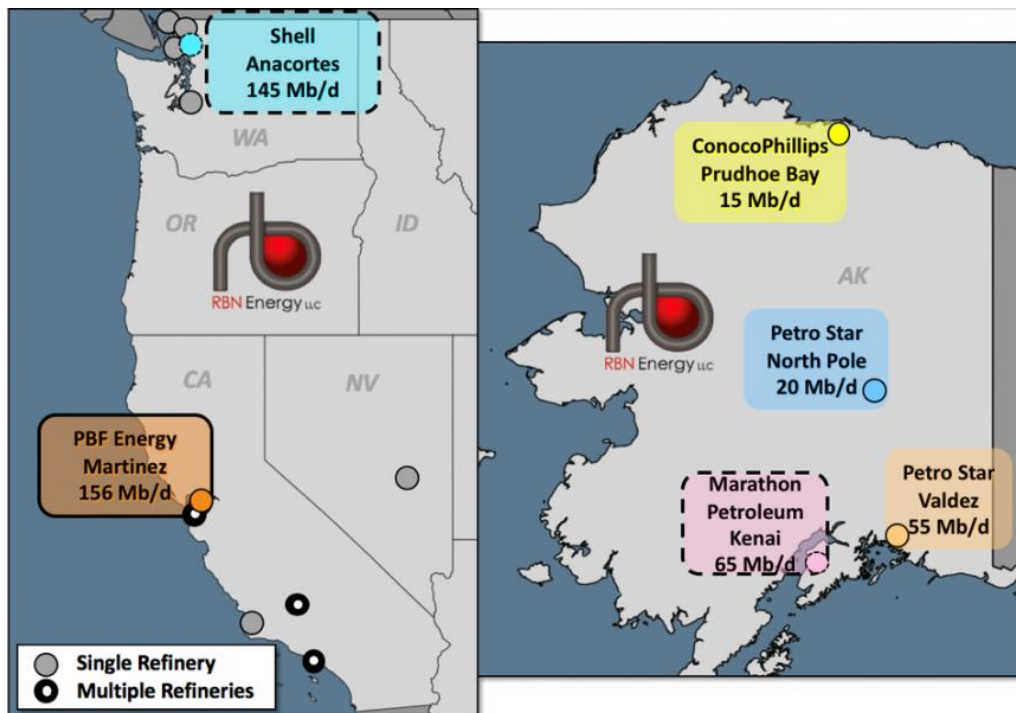 Shell
Anacortes
145 Mb/d
WA
OR
ID
RBN Energy LLC
CA
NV
PBF Energy
Martinez
156 Mb/d
Single Refinery
Multiple Refineries
ConocoPhillips
Prudhoe Bay
15 Mb/d
AK
RBN Energy LLC
Petro Star
North Pole
20 Mb/d
Marathon
Petroleum
Kenai
65 Mb/d
Petro Star
Valdez
55 Mb/d